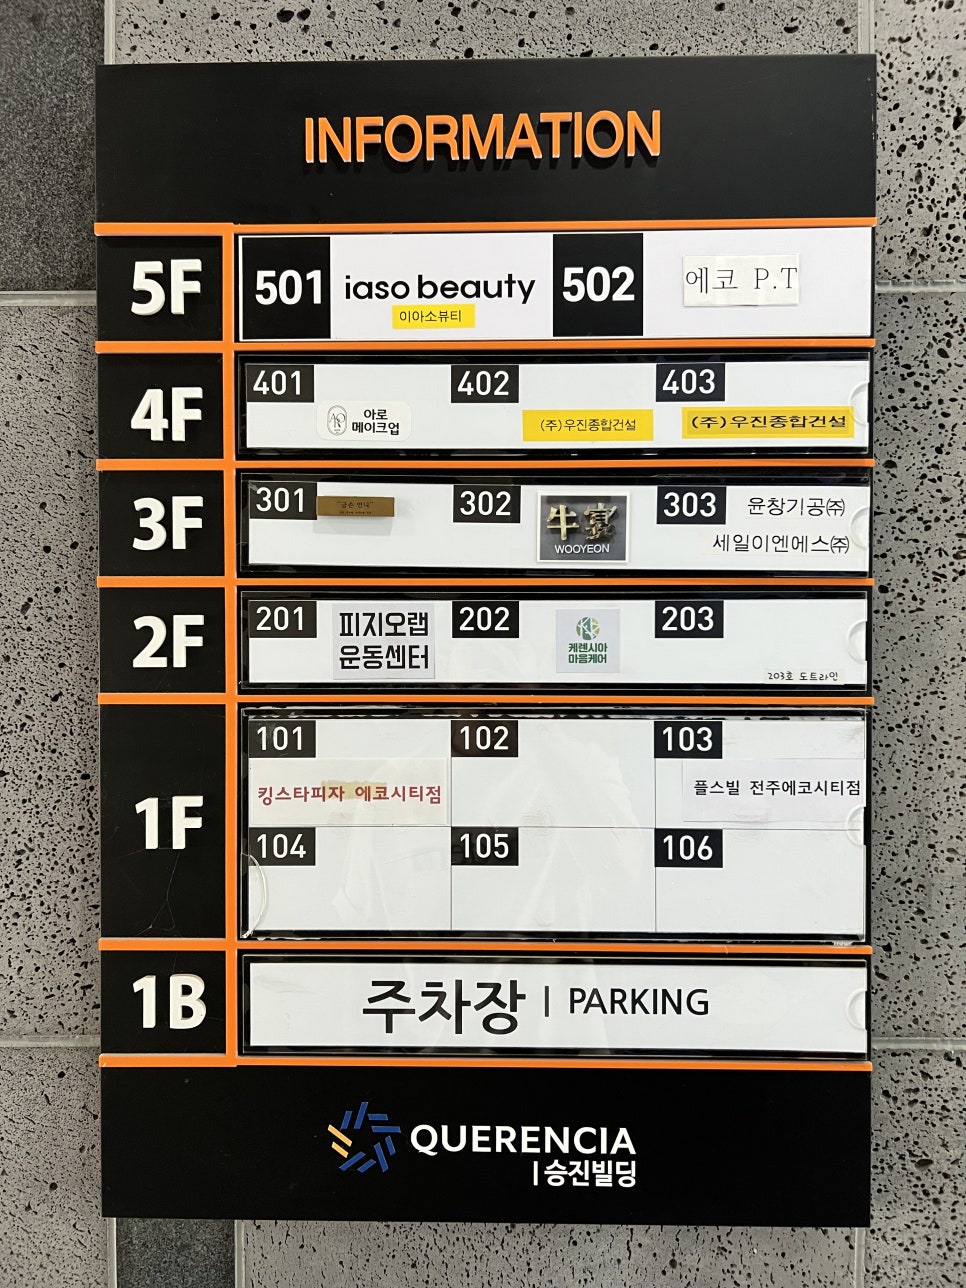 INFORMATION
5F
501
iaso beauty
이아소뷰티
502
에코 P.T
4F
401
아로
메이크업
402
(주)우진종합건설
403
(주)우진종합건설
3F
301
302
WOOYEON
303
윤창기공㈜
세일이엔에스㈜
2F
201
피지오랩
운동센터
202
케렌시아
마음케어
203
203호 도트라인
1F
101
킹스타피자 에코시티점
102
103
플스빌 전주에코시티점
104
105
106
1B
주차장 | PARKING
QUERENCIA
| 승진빌딩